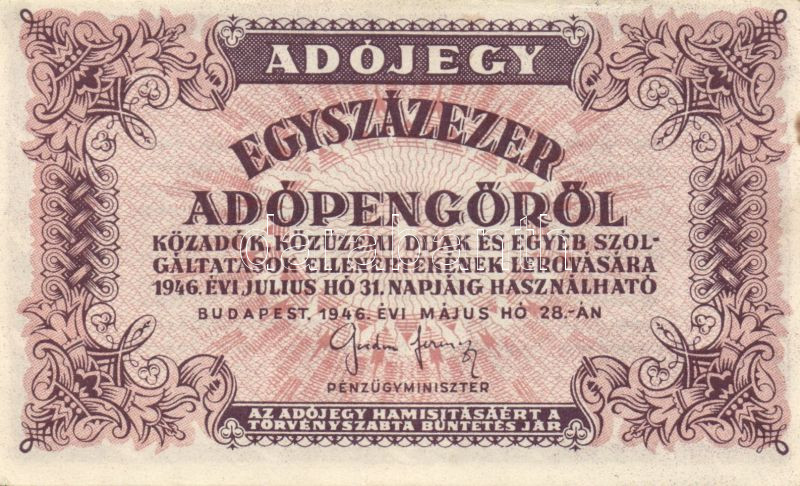 ADÓJEGY
EGYSZÁZEZER
ADÓPENGŐRŐL
KÖZADÓK, KÖZÜZEMI DIJAK ÉS EGYÉB SZOL-
GÁLTATÁSOK ELLENÉRTÉKÉNEK LEROVÁSÁRA
1946. ÉVI JULIUS HÓ 31. NAPJÁIG HASZNÁLHATÓ
BUDAPEST, 1946. ÉVI MÁJUS HÓ 28.-ÁN
PÉNZÜGYMINISZTER
AZ ADÓJEGY HAMISITÁSÁÉRT A
TÖRVÉNYSZABTA BÜNTETÉS JÁR